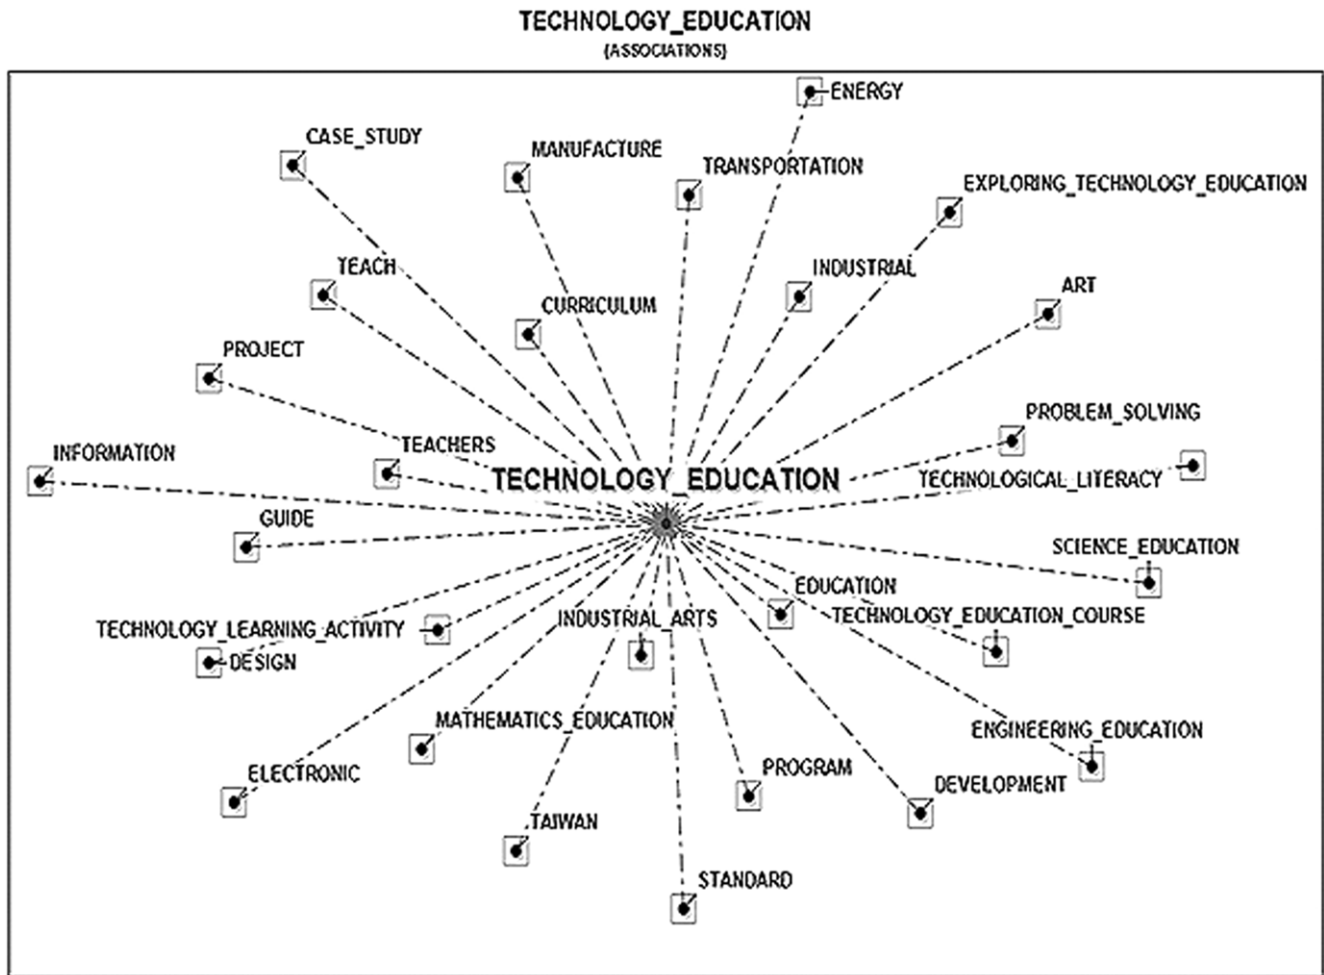 TECHNOLOGY_EDUCATION
(ASSOCIATIONS)
ENERGY
CASE_STUDY
MANUFACTURE
TRANSPORTATION
EXPLORING_TECHNOLOGY_EDUCATION
TEACH
INDUSTRIAL
ART
CURRICULUM
PROJECT
PROBLEM_SOLVING
TEACHERS
INFORMATION
TECHNOLOGY_EDUCATION
TECHNOLOGICAL_LITERACY
GUIDE
SCIENCE_EDUCATION
EDUCATION
TECHNOLOGY_EDUCATION_COURSE
INDUSTRIAL_ARTS
TECHNOLOGY_LEARNING_ACTIVITY
DESIGN
MATHEMATICS_EDUCATION
ENGINEERING_EDUCATION
PROGRAM
ELECTRONIC
DEVELOPMENT
TAIWAN
STANDARD